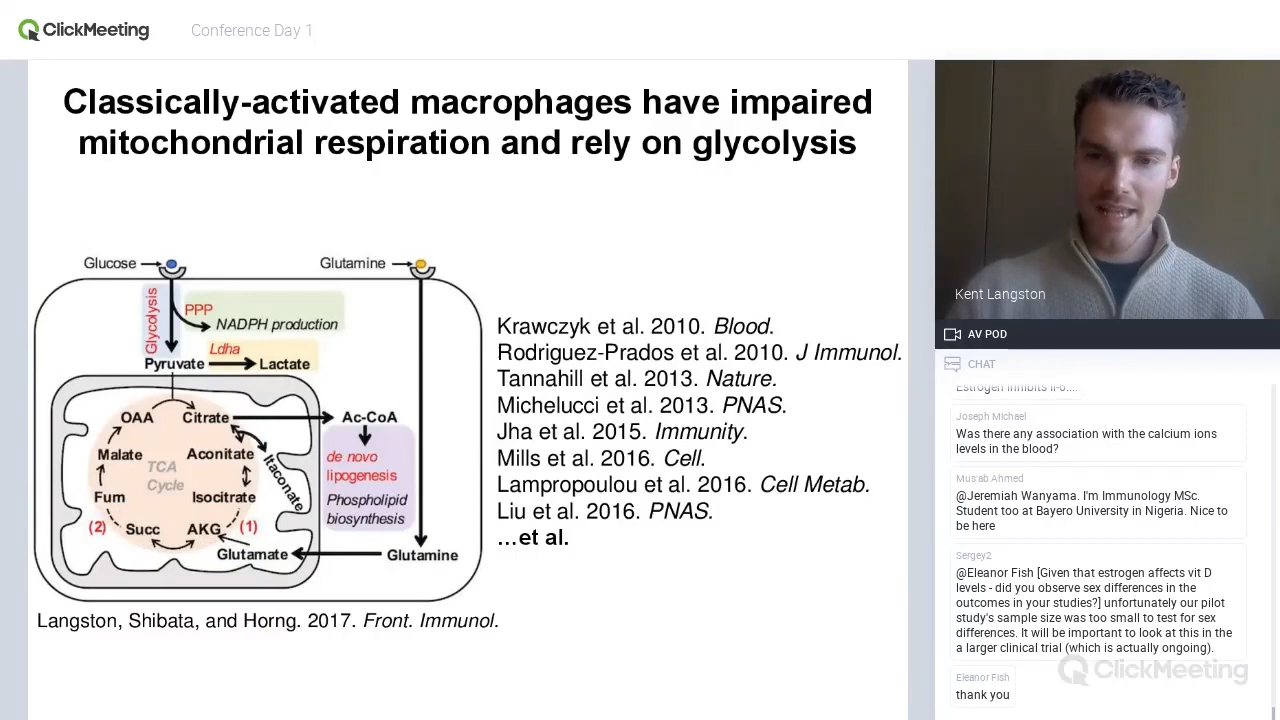 ClickMeeting
Conference Day 1
Classically-activated macrophages have impaired
mitochondrial respiration and rely on glycolysis
Glucose
Glutamine
Glycolysis
PPP
NADPH production
Ldha
Pyruvate
Lactate
OAA
Citrate
Ac-CoA
Malate
Aconitate
Itaconate
de novo
lipogenesis
TCA
Cycle
Fum
Isocitrate
Phospholipid
biosynthesis
(2)
Succ
AKG
(1)
Glutamate
Glutamine
Langston, Shibata, and Horng. 2017. Front. Immunol.
Krawczyk et al. 2010. Blood.
Rodriguez-Prados et al. 2010. J Immunol.
Tannahill et al. 2013. Nature.
Michelucci et al. 2013. PNAS.
Jha et al. 2015. Immunity.
Mills et al. 2016. Cell.
Lampropoulou et al. 2016. Cell Metab.
Liu et al. 2016. PNAS.
...et al.
Kent Langston
AV POD
CHAT
Estrogen inhibits Il-6....
Joseph Michael
Was there any association with the calcium ions
levels in the blood?
Mus'ab Ahmed
@Jeremiah Wanyama. I'm Immunology MSc.
Student too at Bayero University in Nigeria. Nice to
be here
Sergey2
@Eleanor Fish [Given that estrogen affects vit D
levels - did you observe sex differences in the
outcomes in your studies?] unfortunately our pilot
study's sample size was too small to test for sex
differences. It will be important to look at this in the
a larger clinical trial (which is actually ongoing).
ClickMeeting
Eleanor Fish
thank you